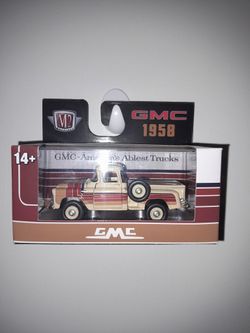 M2
GMC
1958
14+
GMC-America's Ablest Trucks
GMC